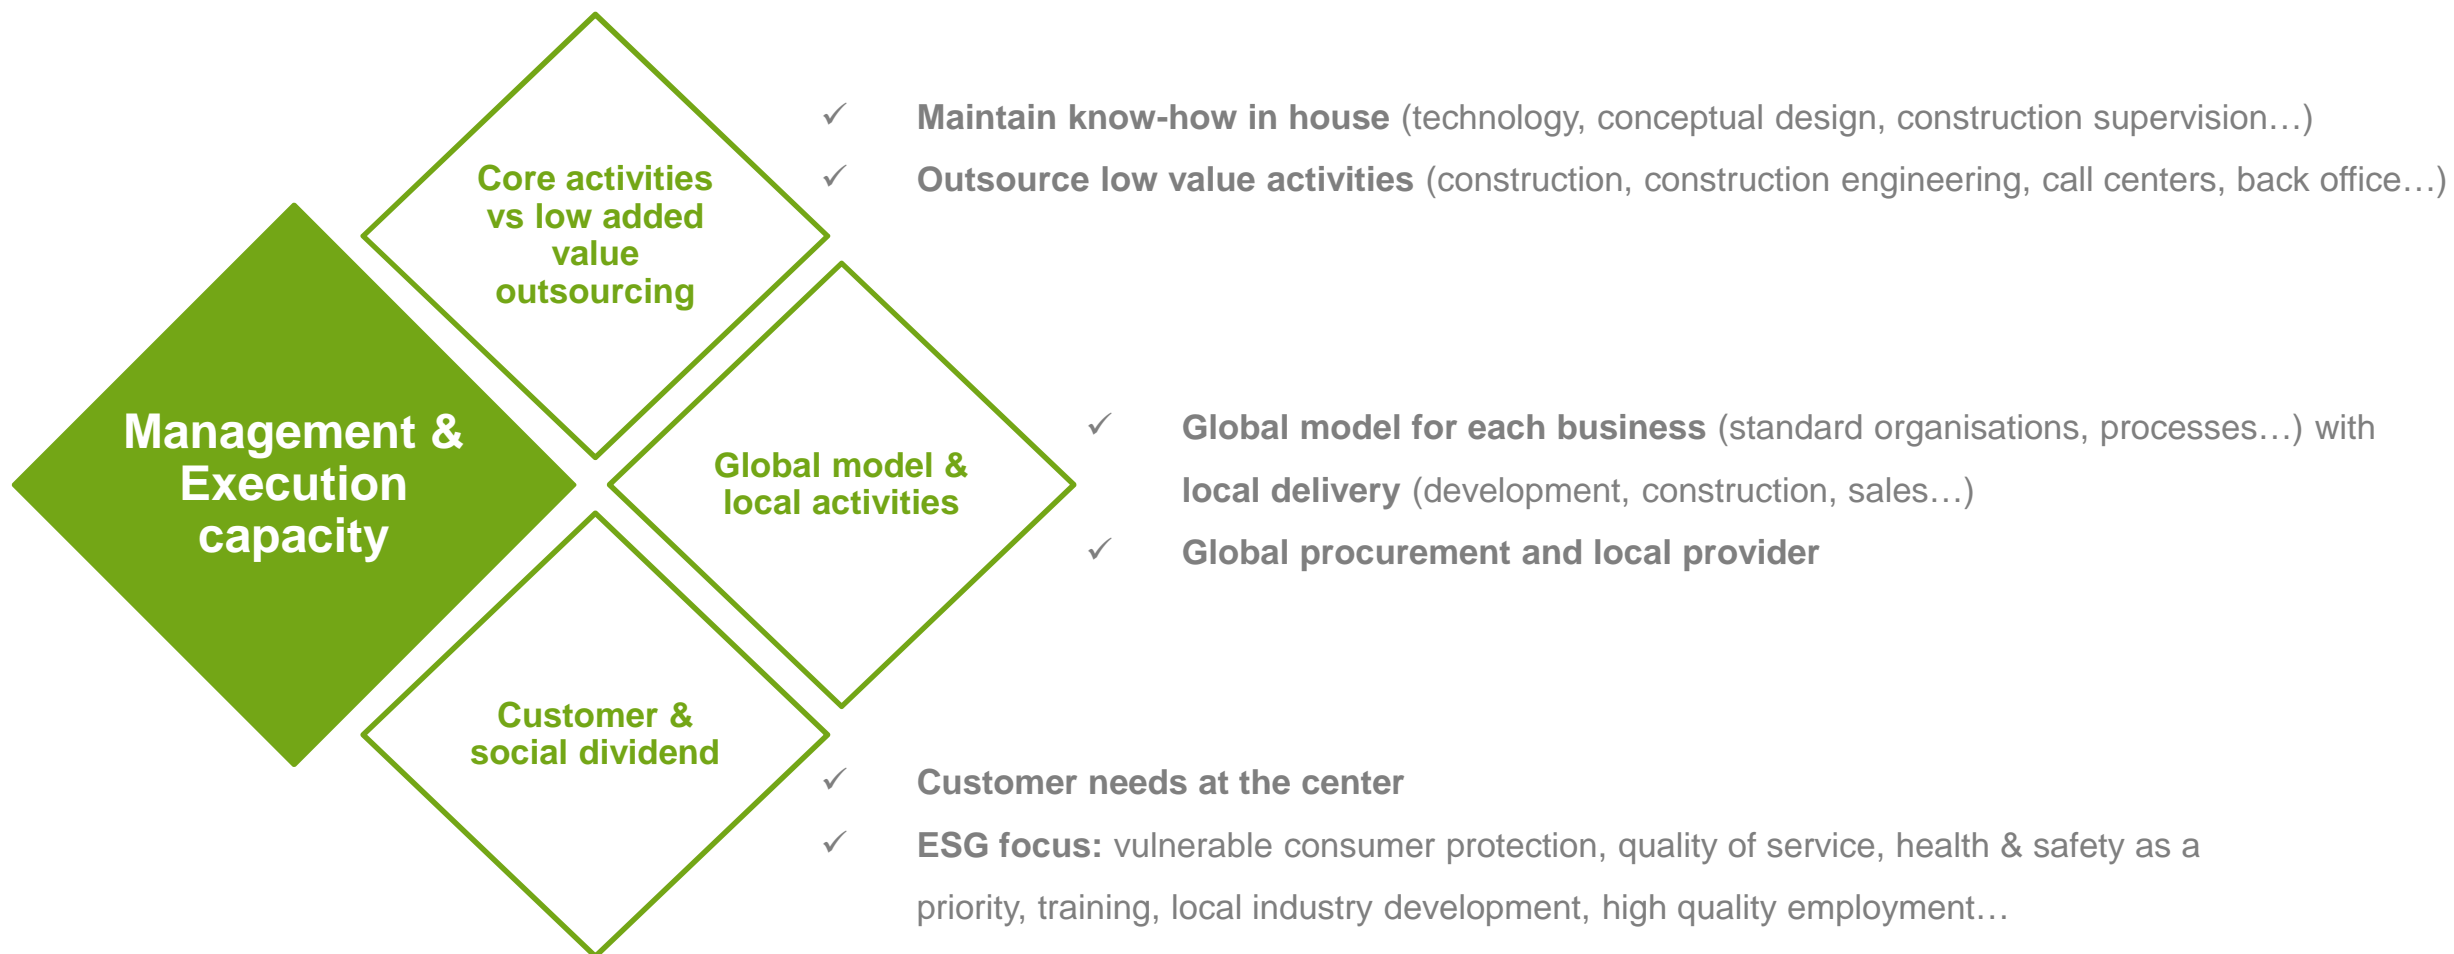 Management &
Execution
capacity
Core activities
vs low added
value
outsourcing
✓ Maintain know-how in house (technology, conceptual design, construction supervision…)
✓ Outsource low value activities (construction, construction engineering, call centers, back office…)
Global model &
local activities
✓ Global model for each business (standard organisations, processes…) with
local delivery (development, construction, sales…)
✓ Global procurement and local provider
Customer &
social dividend
✓ Customer needs at the center
✓ ESG focus: vulnerable consumer protection, quality of service, health & safety as a
priority, training, local industry development, high quality employment…